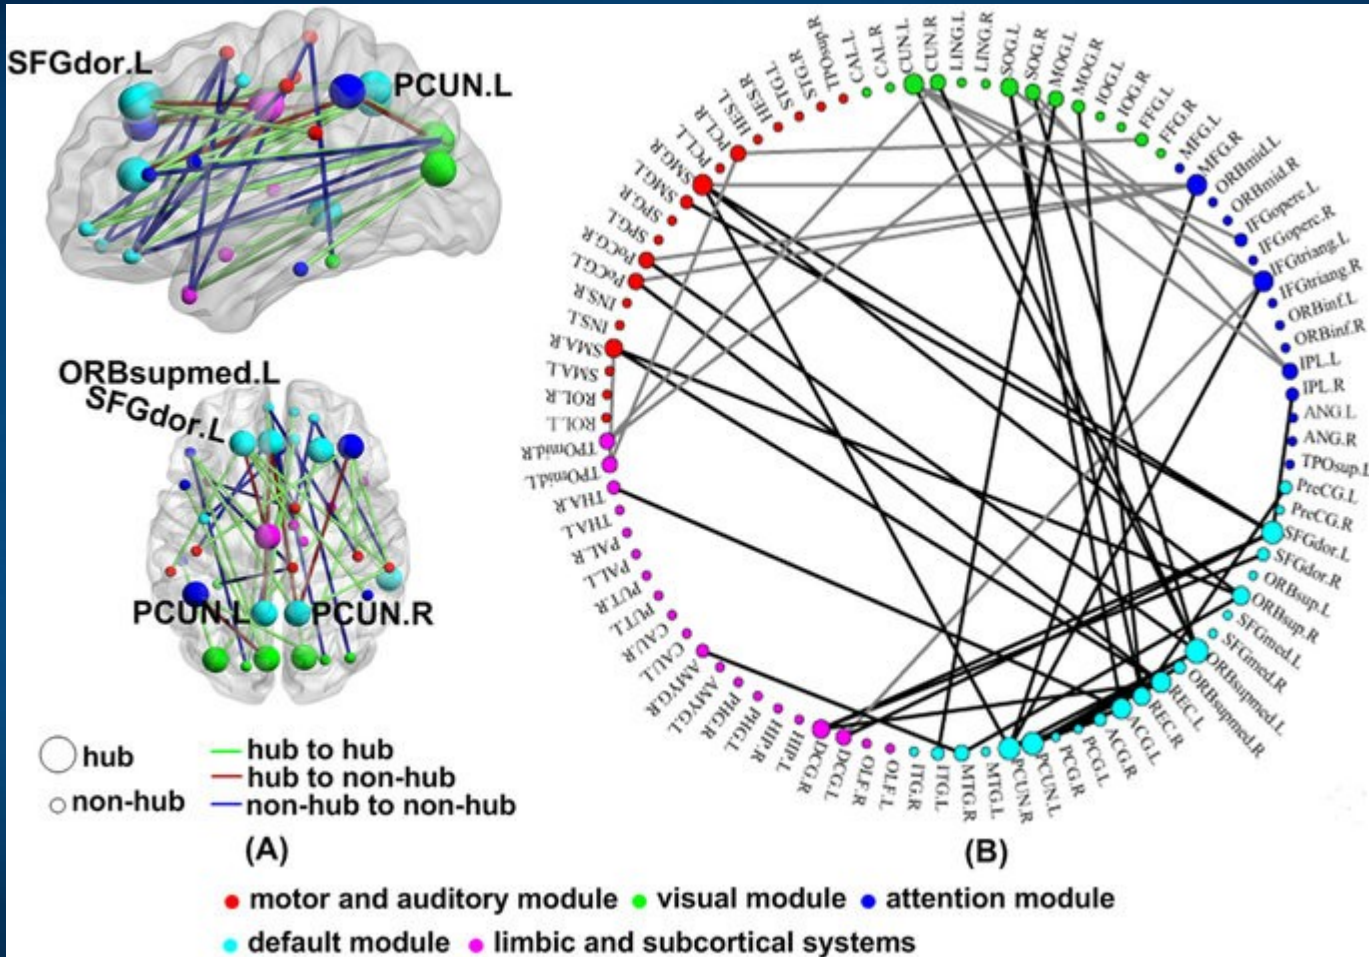 SFGdor.L
PCUN.L
ORBsupmed.L
SFGdor.L
PCUN.L
PCUN.R
hub
non-hub
hub to hub
hub to non-hub
non-hub to non-hub
(A)
CUN.L
CUN.R
LING.L
LING.R
SOG.L
SOG.R
MOG.L
MOG.R
IOG.L
IOG.R
FFG.L
FFG.R
MFG.L
MFG.R
ORBmid.L
ORBmid.R
IFGoperc.L
IFGoperc.R
IFGtriang.L
IFGtriang.R
ORBinf.L
ORBinf.R
IPL.L
IPL.R
ANG.L
ANG.R
TPOsup.L
PreCG.L
PreCG.R
SFGdor.L
SFGdor.R
ORBsup.L
ORBsup.R
SFGmed.L
SFGmed.R
ORBsupmed.L
ORBsupmed.R
REC.L
REC.R
ACG.L
ACG.R
PCG.L
PCG.R
PCUN.L
PCUN.R
MTG.L
MTG.R
ITG.L
ITG.R
OLF.L
OLF.R
DCG.L
DCG.R
HIP.L
HIP.R
PHG.L
PHG.R
AMYG.L
AMYG.R
CAU.L
CAU.R
PUT.L
PUT.R
PAL.L
PAL.R
THA.L
THA.R
TPOmid.L
TPOmid.R
ROL.L
ROL.R
SMA.L
SMA.R
INS.L
INS.R
PoCG.L
PoCG.R
SPG.L
SPG.R
SMG.L
SMG.R
PCL.L
PCL.R
HES.L
HES.R
STG.L
STG.R
TPOsup.R
CAL.L
CAL.R
(B)
motor and auditory module
visual module
attention module
default module
limbic and subcortical systems